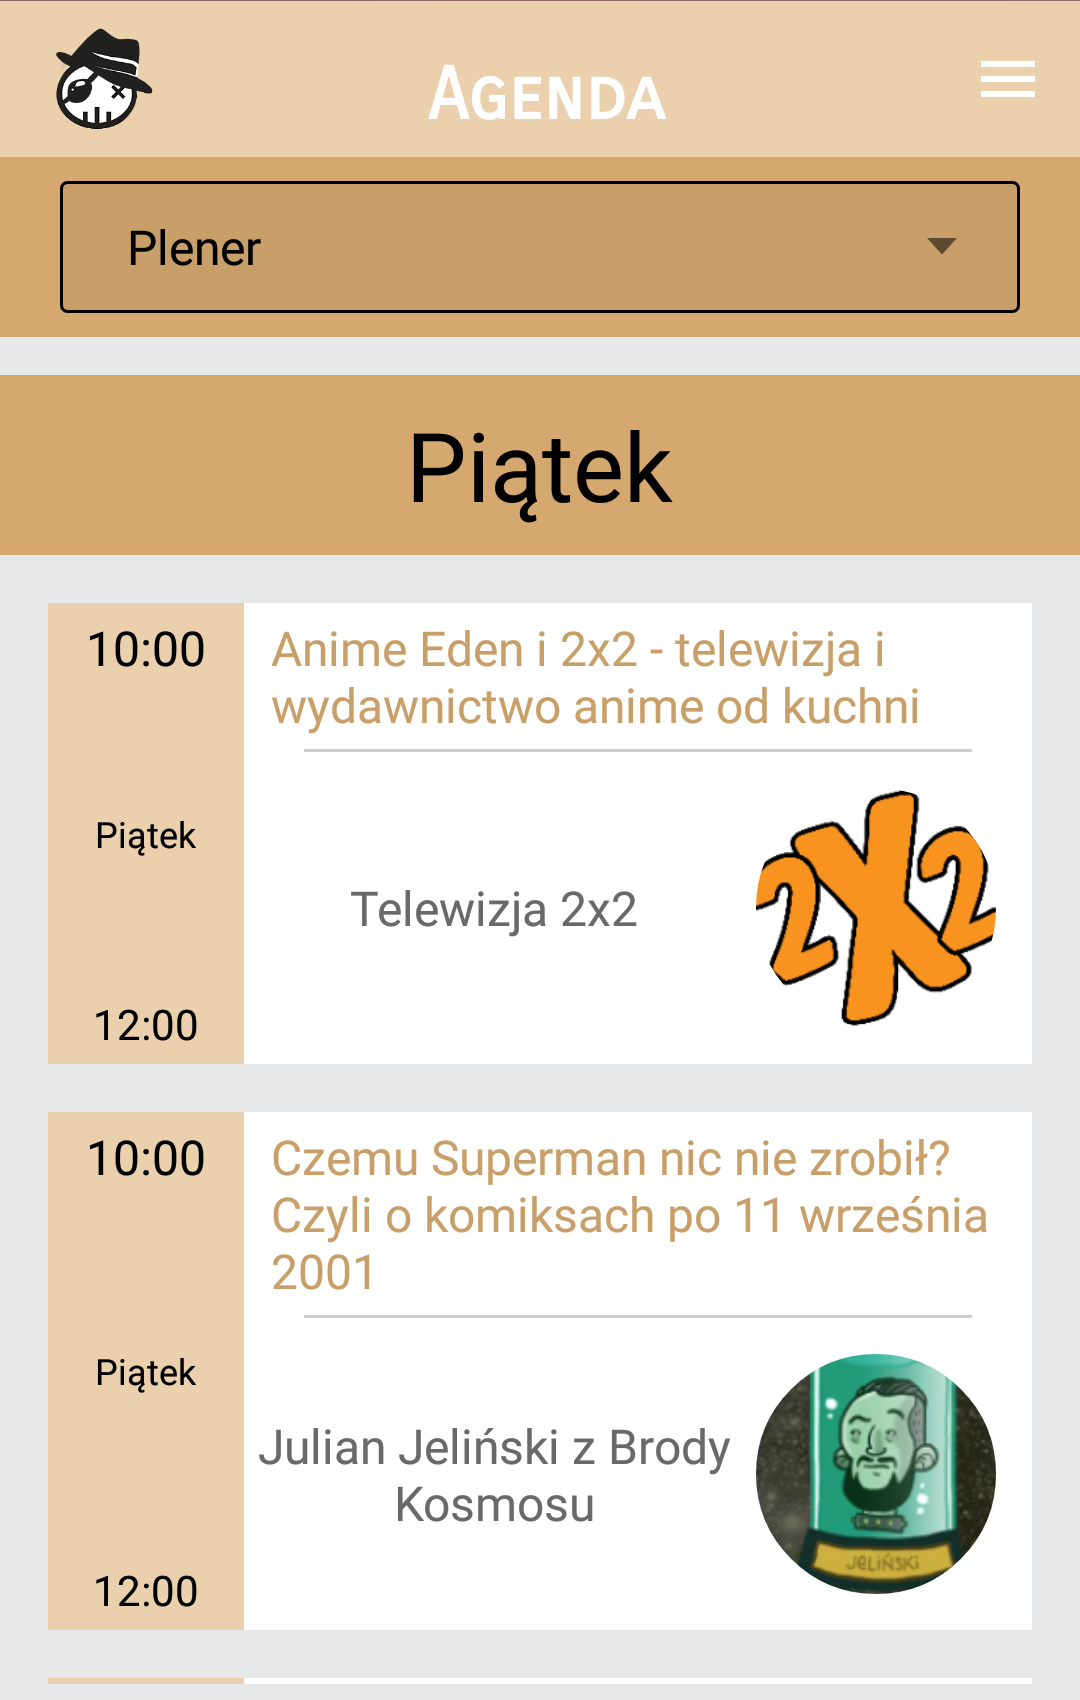 Agenda
Plener
Piątek
10:00
Piątek
12:00
Anime Eden i 2x2 - telewizja i
wydawnictwo anime od kuchni
Telewizja 2x2
2X2
10:00
Piątek
12:00
Czemu Superman nic nie zrobił?
Czyli o komiksach po 11 września
2001
Julian Jeliński z Brody
Kosmosu
JELIŃSKI